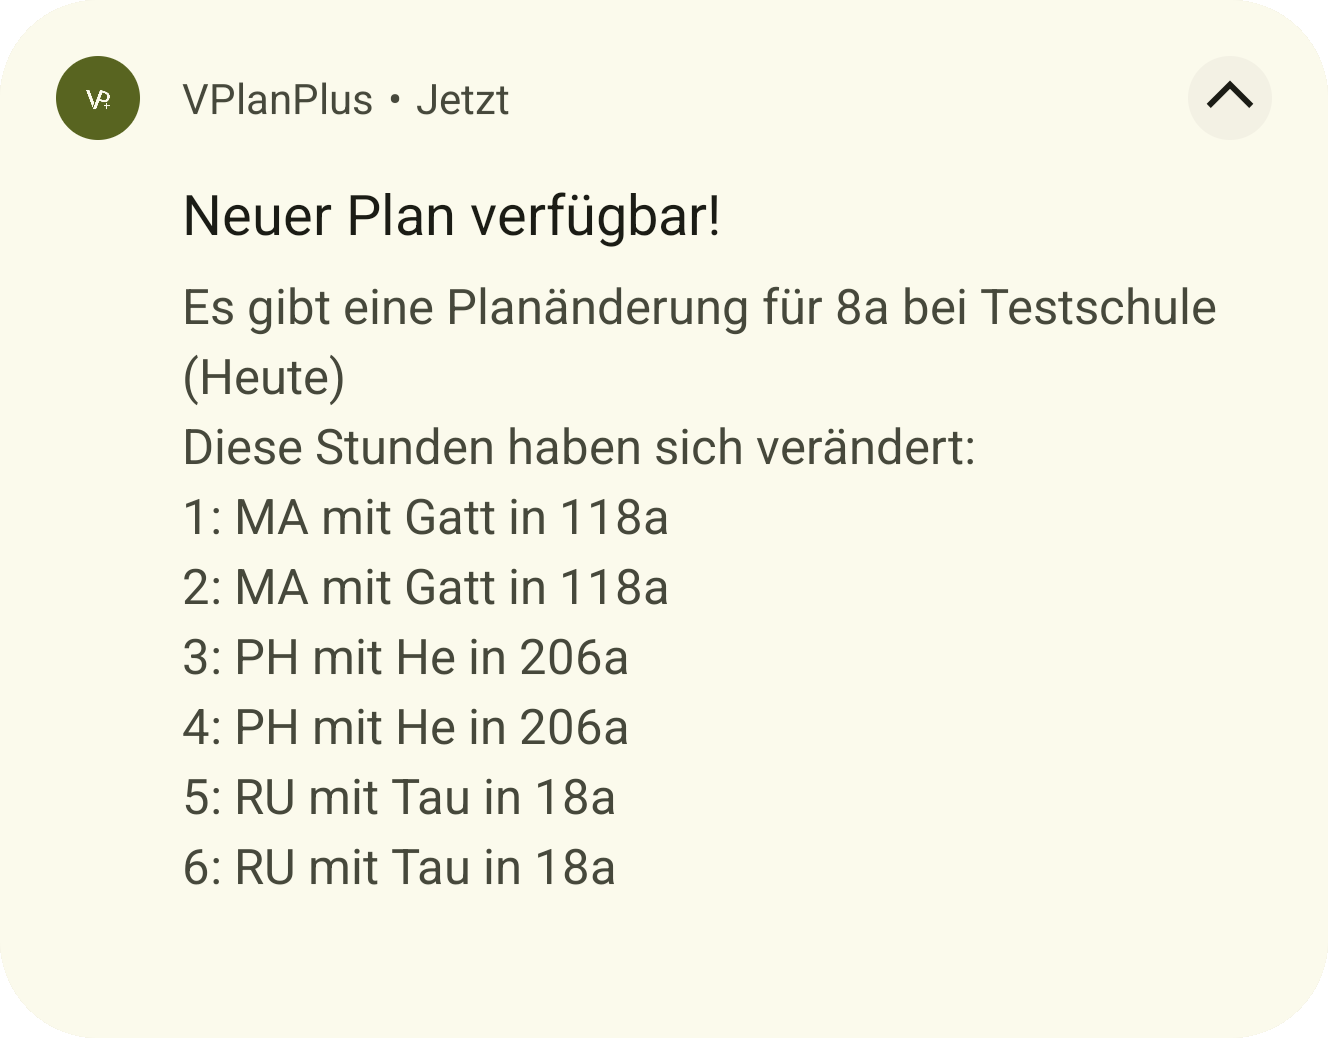 VP+
VPlanPlus • Jetzt
Neuer Plan verfügbar!
Es gibt eine Planänderung für 8a bei Testschule
(Heute)
Diese Stunden haben sich verändert:
1: MA mit Gatt in 118a
2: MA mit Gatt in 118a
3: PH mit He in 206a
4: PH mit He in 206a
5: RU mit Tau in 18a
6: RU mit Tau in 18a